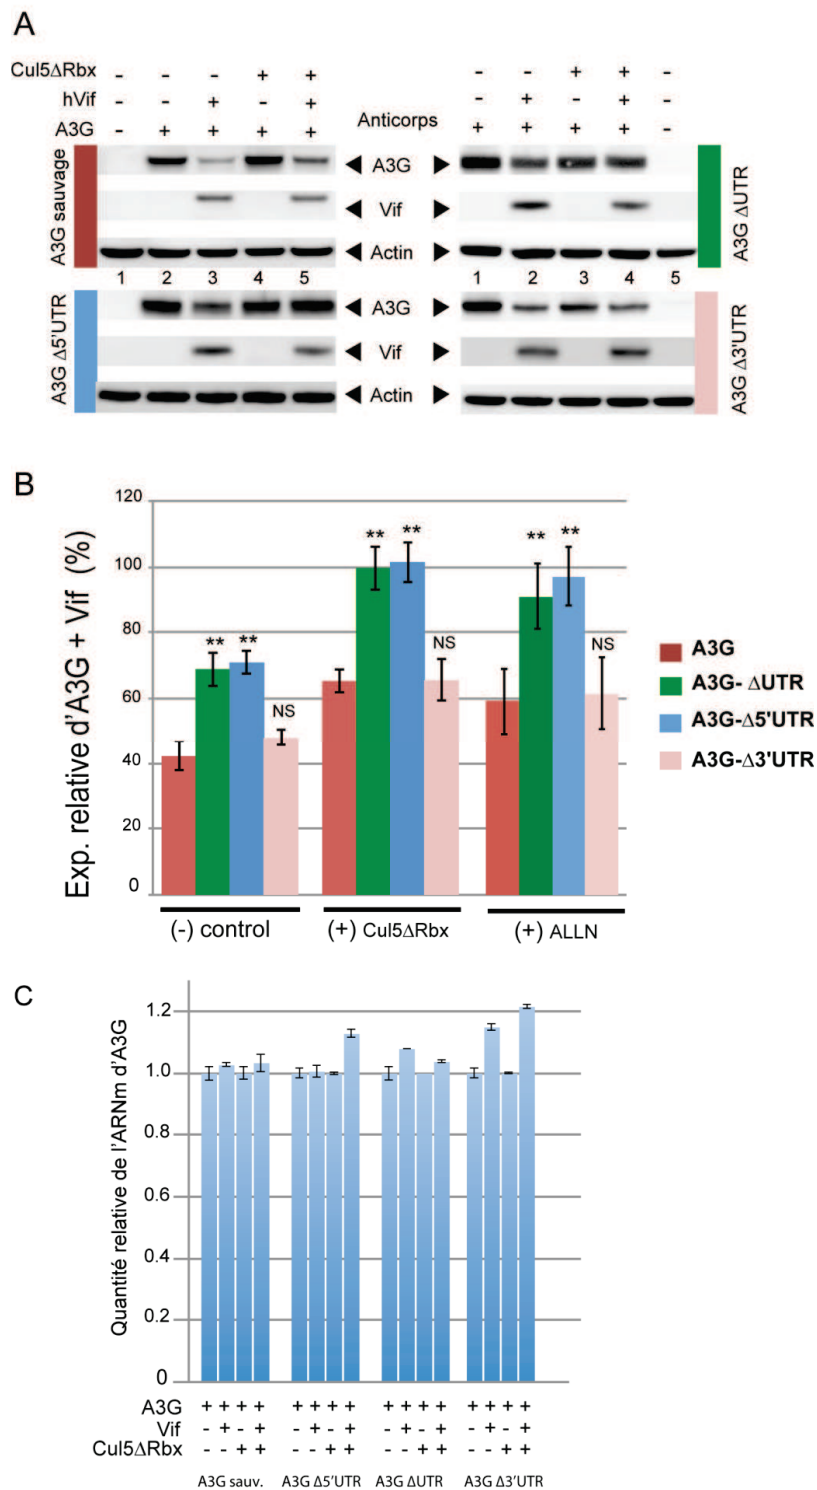 A
Cul5ΔRbx - - - + + - - + + -
hVif - - + - + - + - + -
A3G - + + + + Anticorps + + + + -
A3G sauvage
A3G
Vif
Actin
A3G ΔUTR
1 2 3 4 5 1 2 3 4 5
A3G Δ5'UTR
A3G
Vif
Actin
A3G Δ3'UTR
B
Exp. relative d'A3G + Vif (%)
120
100
80
60
40
20
0
** ** NS
** ** NS
** ** NS
(-) control
(+) Cul5ΔRbx
(+) ALLN
A3G
A3G- ΔUTR
A3G-Δ5'UTR
A3G-Δ3'UTR
C
Quantité relative de l'ARNm d'A3G
1.2
1.0
0.8
0.6
0.4
0.2
0
A3G + + + + + + + + + + + + + + + +
Vif - + - + - + - + - + - + - + - +
Cul5ΔRbx - - + + - - + + - - + + - - + +
A3G sauv. A3G Δ5'UTR A3G ΔUTR A3G Δ3'UTR